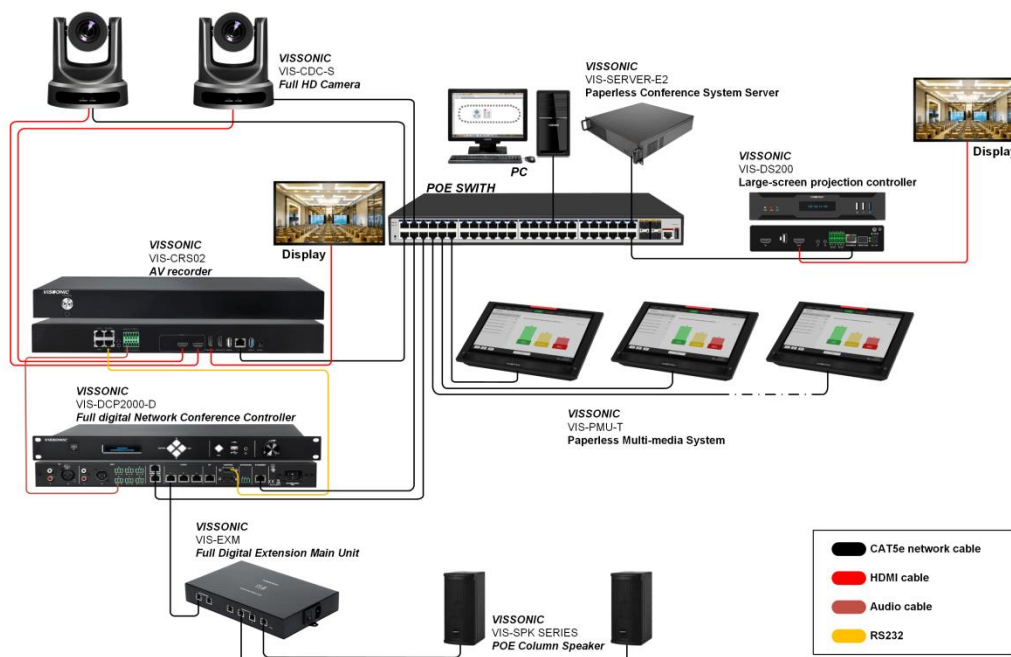 VISSONIC
VIS-CDC-S
Full HD Camera
VISSONIC
VIS-SERVER-E2
Paperless Conference System Server
PC
Display
VISSONIC
VIS-DS200
Large-screen projection controller
POE SWITH
Display
VISSONIC
VIS-CRS02
AV recorder
VISSONIC
VISSONIC
VIS-DCP2000-D
Full digital Network Conference Controller
VISSONIC
VISSONIC
VIS-PMU-T
Paperless Multi-media System
VISSONIC
VIS-EXM
Full Digital Extension Main Unit
VISSONIC
VIS-SPK SERIES
POE Column Speaker
CAT5e network cable
HDMI cable
Audio cable
RS232